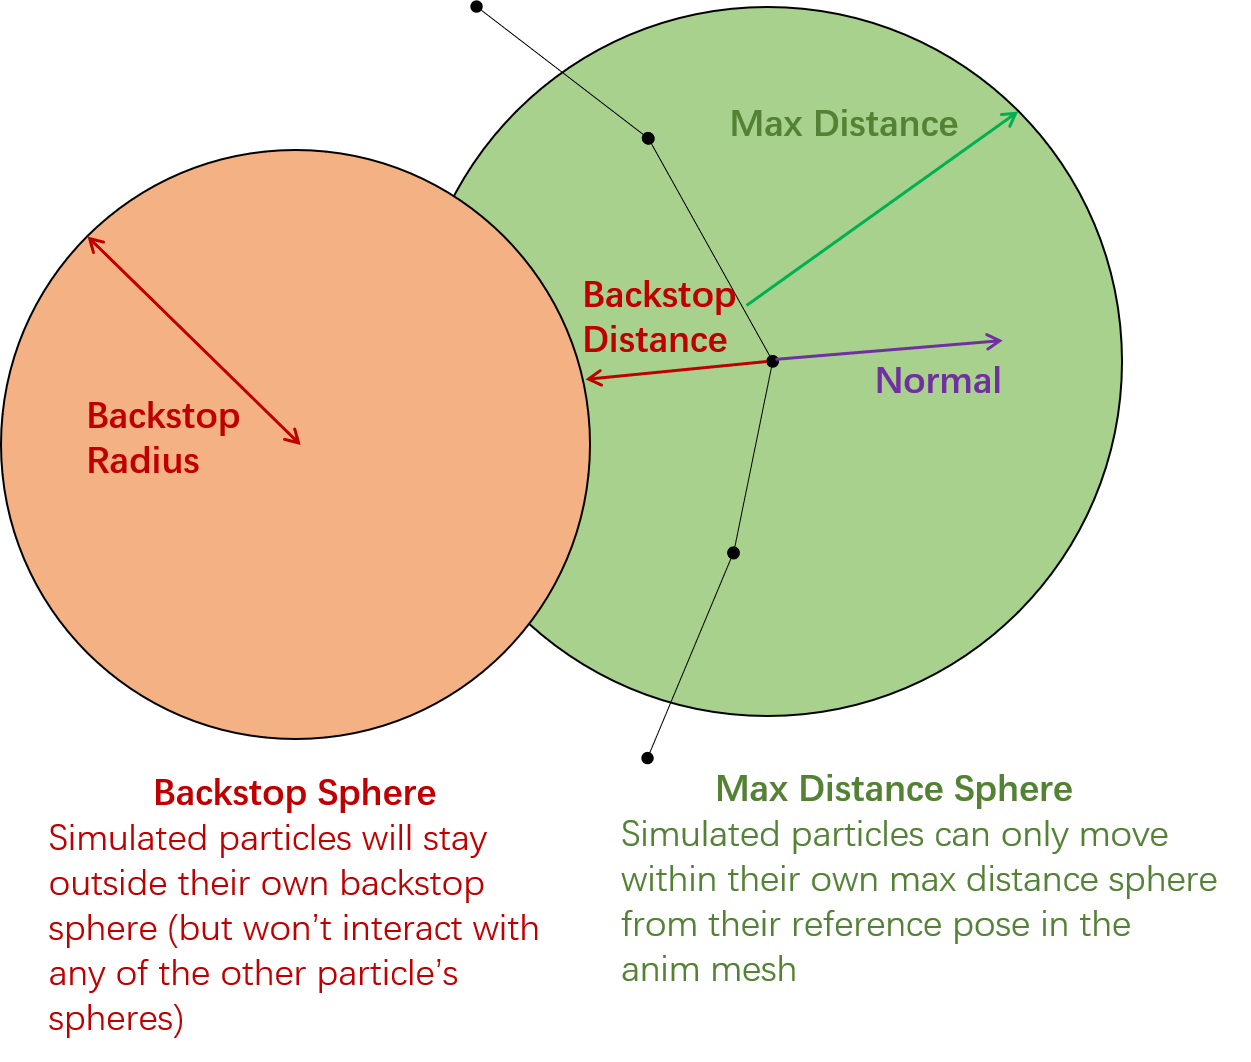 Max Distance
Backstop
Distance
Normal
Backstop
Radius
Backstop Sphere
Simulated particles will stay
outside their own backstop
sphere (but won’t interact with
any of the other particle’s
spheres)
Max Distance Sphere
Simulated particles can only move
within their own max distance sphere
from their reference pose in the
anim mesh